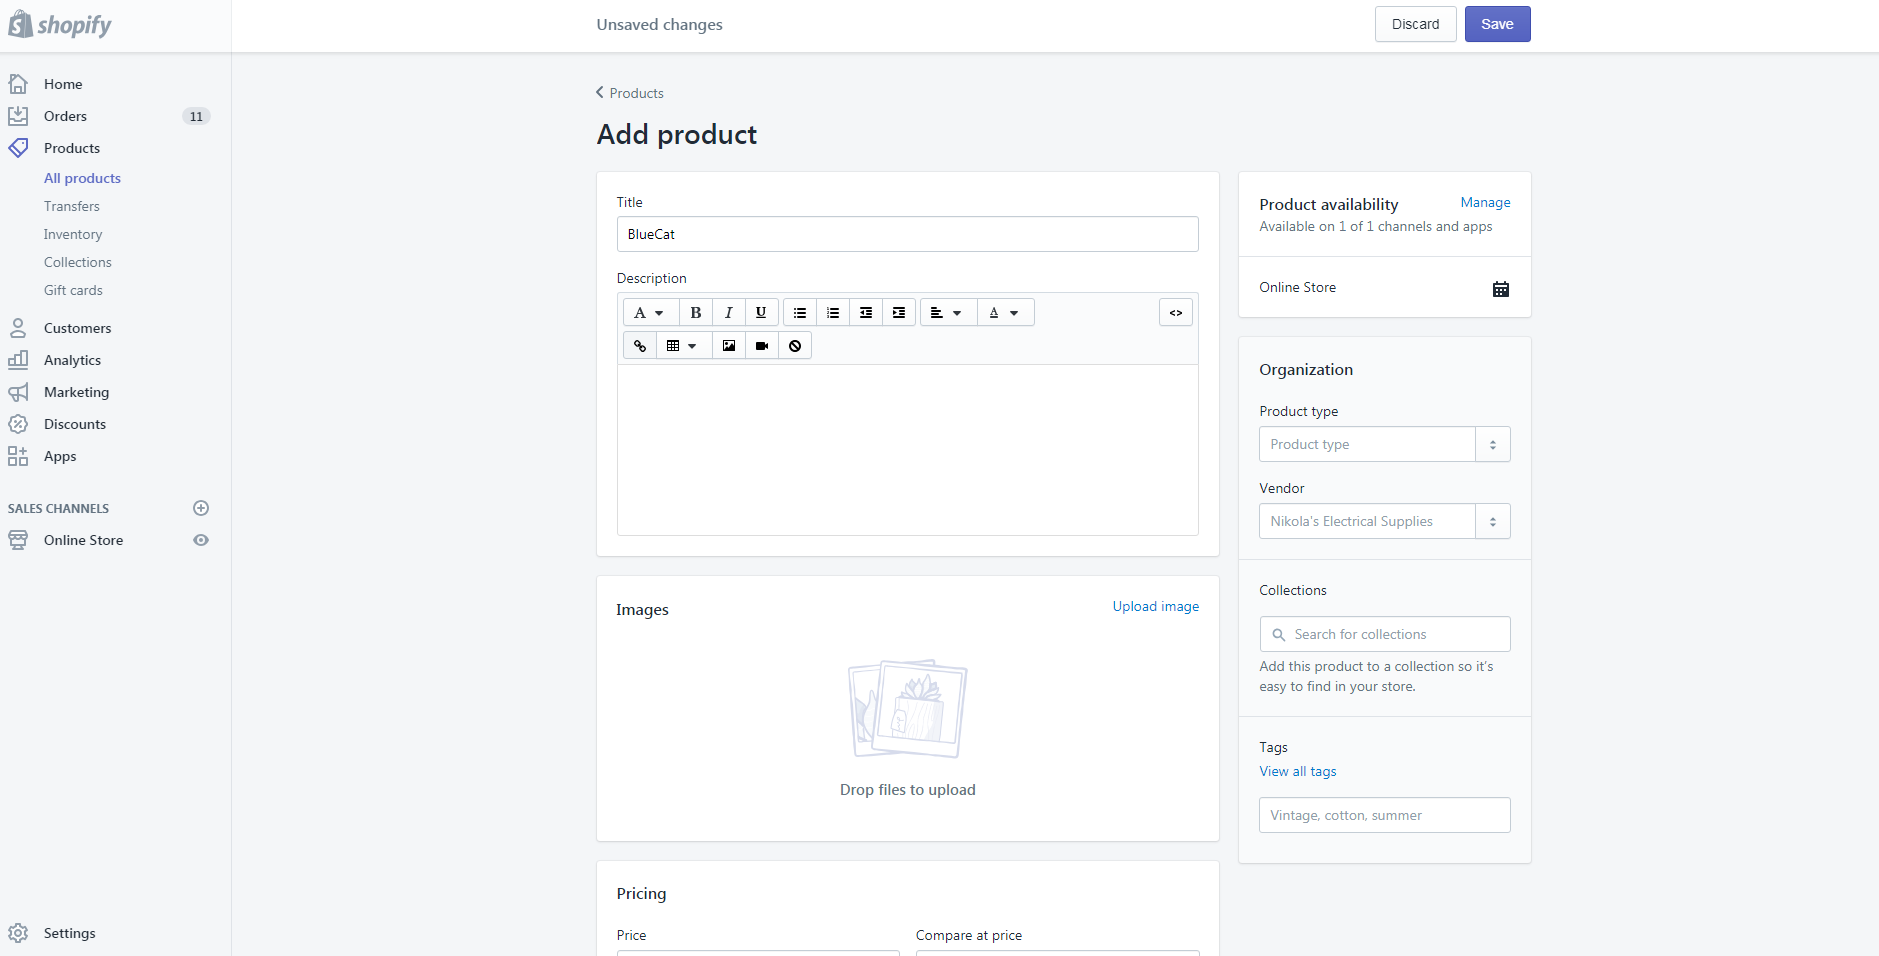 shopify
Unsaved changes
Discard
Save
Home
Orders
11
Products
All products
Transfers
Inventory
Collections
Gift cards
Customers
Analytics
Marketing
Discounts
Apps
SALES CHANNELS
Online Store
Settings
Products
Add product
Title
BlueCat
Description
A
B
I
U
A
<>
Images
Upload image
Drop files to upload
Pricing
Price
Compare at price
Product availability
Manage
Available on 1 of 1 channels and apps
Online Store
Organization
Product type
Product type
Vendor
Nikola's Electrical Supplies
Collections
Search for collections
Add this product to a collection so it's
easy to find in your store.
Tags
View all tags
Vintage, cotton, summer